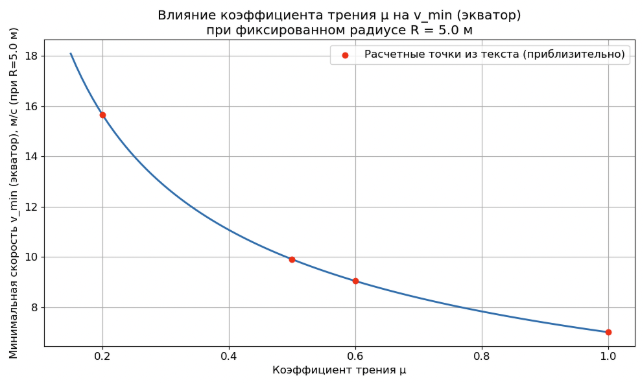 Влияние коэффициента трения μ на v_min (экватор)
при фиксированном радиусе R = 5.0 м
Расчетные точки из текста (приблизительно)
Минимальная скорость v_min (экватор), м/с (при R=5.0 м)
18
16
14
12
10
8
0.2
0.4
0.6
0.8
1.0
Коэффициент трения μ